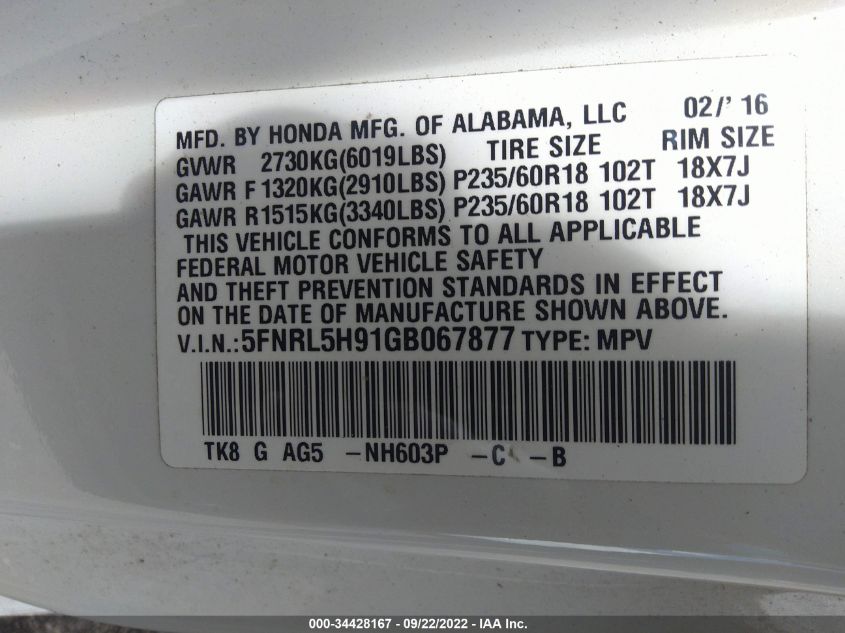 MFD. BY HONDA MFG. OF ALABAMA, LLC 02/' 16
GVWR 2730KG(6019LBS) TIRE SIZE RIM SIZE
GAWR F 1320KG(2910LBS) P235/60R18 102T 18X7J
GAWR R1515KG(3340LBS) P235/60R18 102T 18X7J
THIS VEHICLE CONFORMS TO ALL APPLICABLE
FEDERAL MOTOR VEHICLE SAFETY
AND THEFT PREVENTION STANDARDS IN EFFECT
ON THE DATE OF MANUFACTURE SHOWN ABOVE.
V.I.N.:5FNRL5H91GB067877 TYPE: MPV
TK8 G AG5 -NH603P -C -B
000-34428167 - 09/22/2022 - IAA Inc.